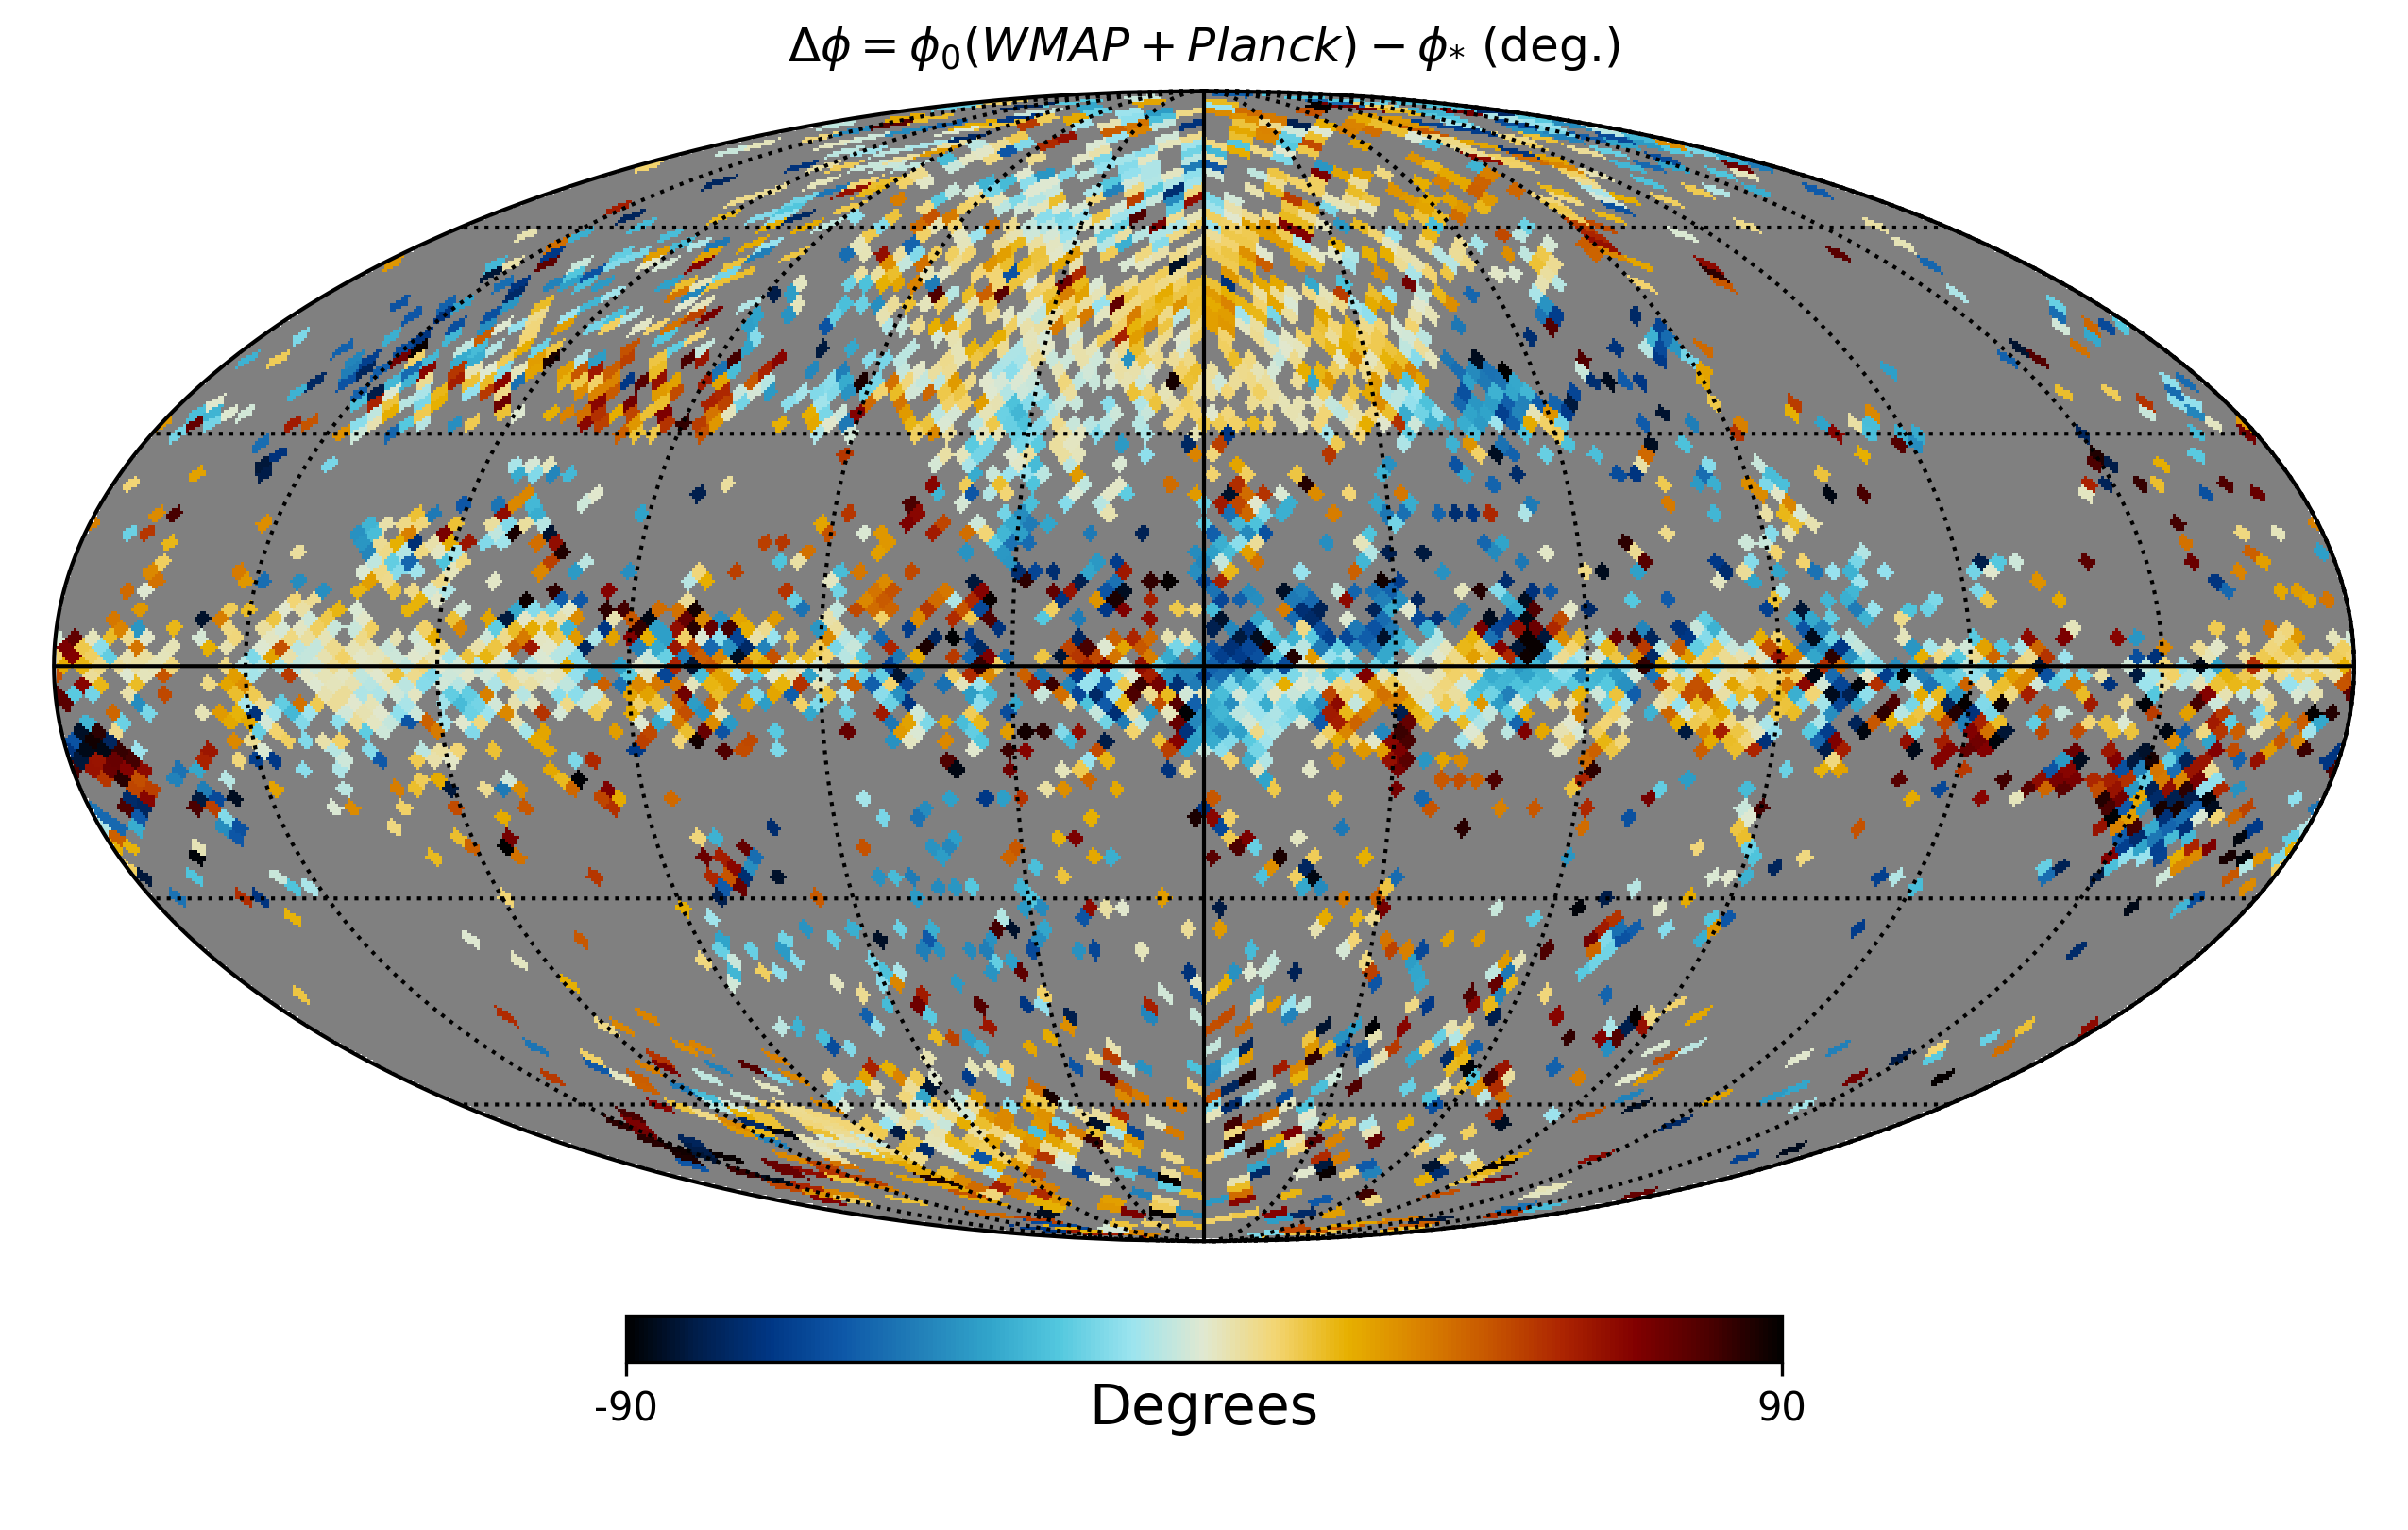 Δϕ = ϕ₀(WMAP + Planck) − ϕ* (deg.)
-90 90
Degrees